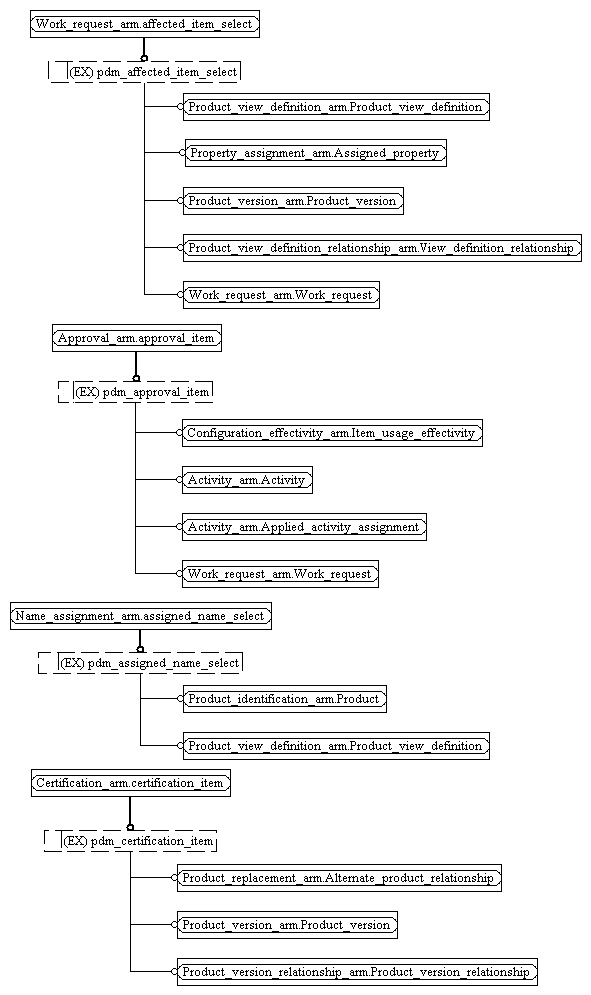 Work_request_arm.affected_item_select
(EX) pdm_affected_item_select
Product_view_definition_arm.Product_view_definition
Property_assignment_arm.Assigned_property
Product_version_arm.Product_version
Product_view_definition_relationship_arm.View_definition_relationship
Work_request_arm.Work_request
Approval_arm.approval_item
(EX) pdm_approval_item
Configuration_effectivity_arm.Item_usage_effectivity
Activity_arm.Activity
Activity_arm.Applied_activity_assignment
Work_request_arm.Work_request
Name_assignment_arm.assigned_name_select
(EX) pdm_assigned_name_select
Product_identification_arm.Product
Product_view_definition_arm.Product_view_definition
Certification_arm.certification_item
(EX) pdm_certification_item
Product_replacement_arm.Alternate_product_relationship
Product_version_arm.Product_version
Product_version_relationship_arm.Product_version_relationship